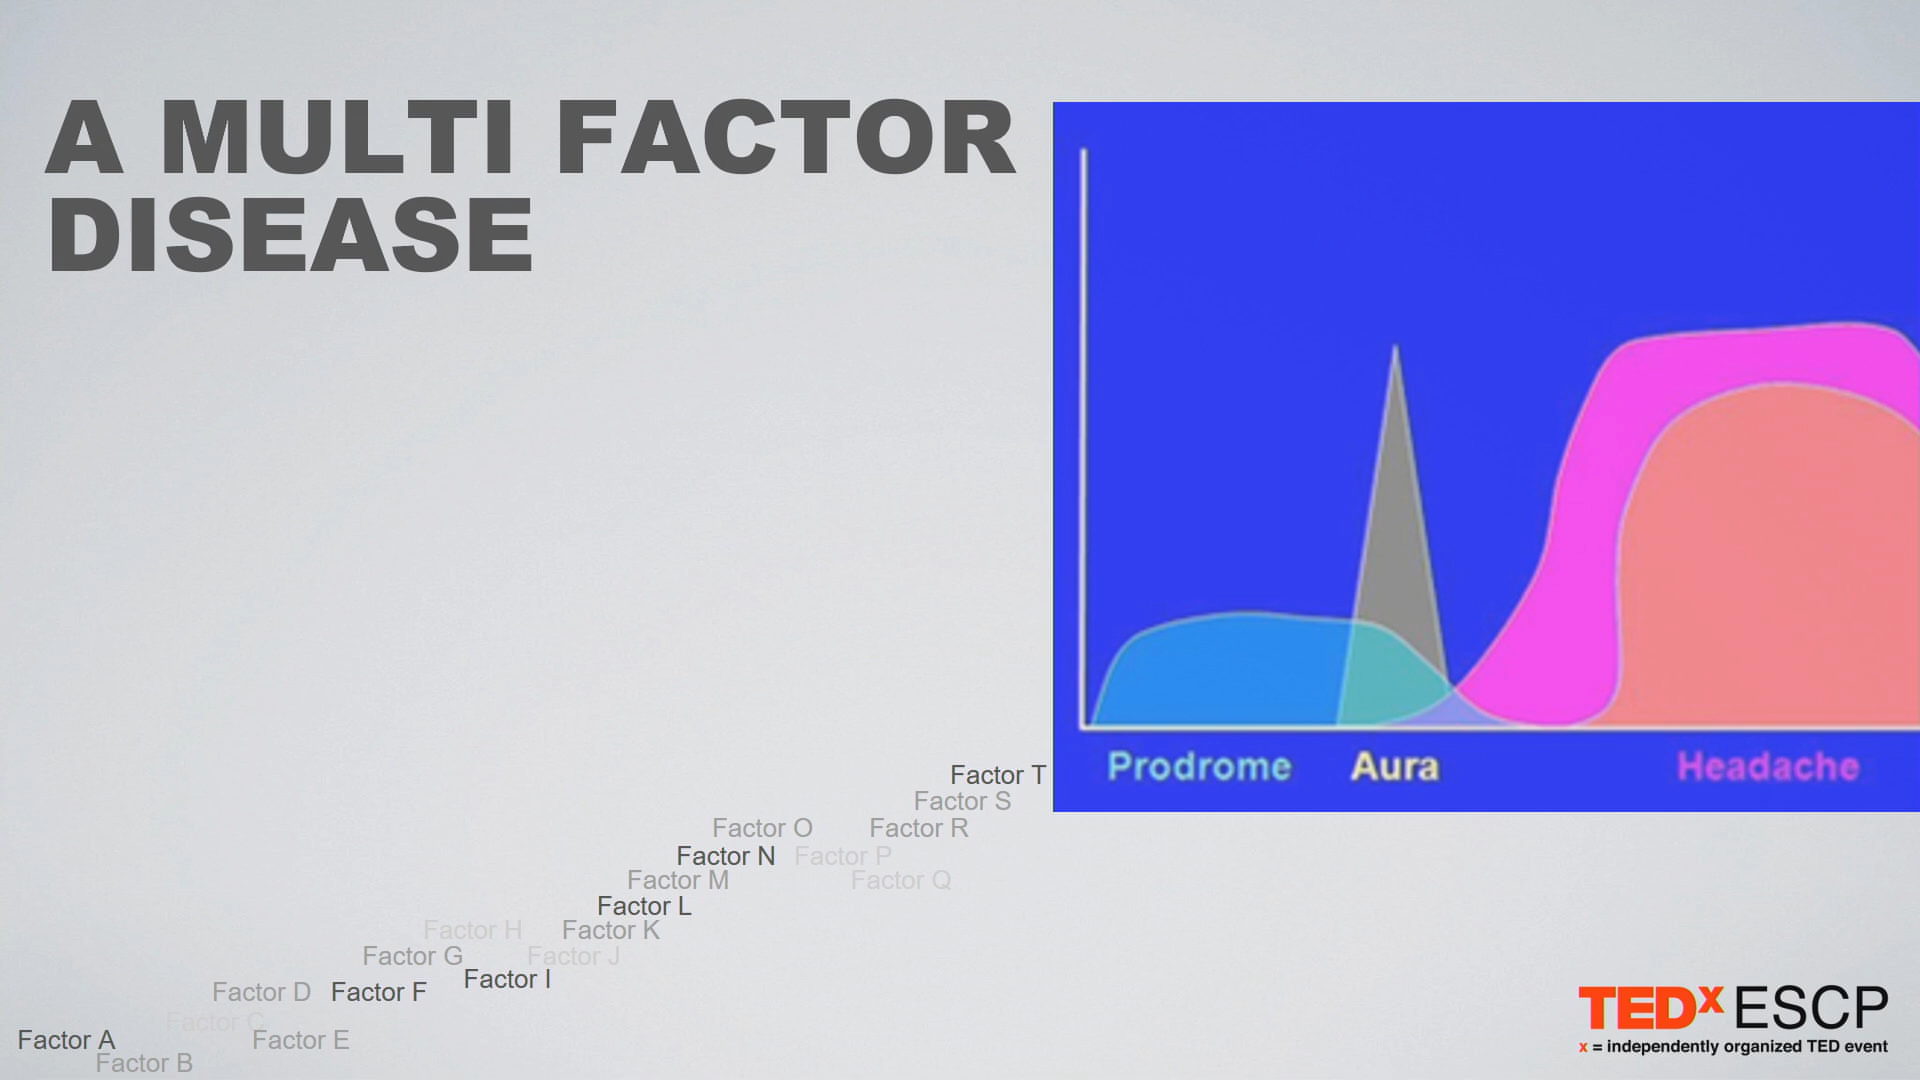 A MULTI FACTOR
DISEASE
Prodrome Aura Headache
Factor T
Factor S
Factor O Factor R
Factor N Factor P
Factor M Factor Q
Factor L
Factor H Factor K
Factor G Factor J
Factor I
Factor D Factor F
Factor C
Factor A Factor E
Factor B
TEDx ESCP
x = independently organized TED event